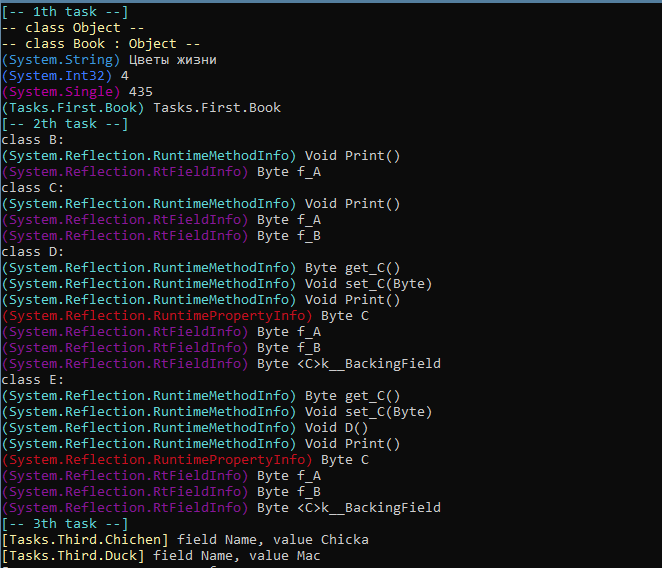 [-- 1th task --]
-- class Object --
-- class Book : Object --
(System.String) Цветы жизни
(System.Int32) 4
(System.Single) 435
(Tasks.First.Book) Tasks.First.Book
[-- 2th task --]
class B:
(System.Reflection.RuntimeMethodInfo) Void Print()
(System.Reflection.RtFieldInfo) Byte f_A
class C:
(System.Reflection.RuntimeMethodInfo) Void Print()
(System.Reflection.RtFieldInfo) Byte f_A
(System.Reflection.RtFieldInfo) Byte f_B
class D:
(System.Reflection.RuntimeMethodInfo) Byte get_C()
(System.Reflection.RuntimeMethodInfo) Void set_C(Byte)
(System.Reflection.RuntimeMethodInfo) Void Print()
(System.Reflection.RuntimePropertyInfo) Byte C
(System.Reflection.RtFieldInfo) Byte f_A
(System.Reflection.RtFieldInfo) Byte f_B
(System.Reflection.RtFieldInfo) Byte <C>k__BackingField
class E:
(System.Reflection.RuntimeMethodInfo) Byte get_C()
(System.Reflection.RuntimeMethodInfo) Void set_C(Byte)
(System.Reflection.RuntimeMethodInfo) Void D()
(System.Reflection.RuntimeMethodInfo) Void Print()
(System.Reflection.RuntimePropertyInfo) Byte C
(System.Reflection.RtFieldInfo) Byte f_A
(System.Reflection.RtFieldInfo) Byte f_B
(System.Reflection.RtFieldInfo) Byte <C>k__BackingField
[-- 3th task --]
[Tasks.Third.Chichen] field Name, value Chicka
[Tasks.Third.Duck] field Name, value Mac